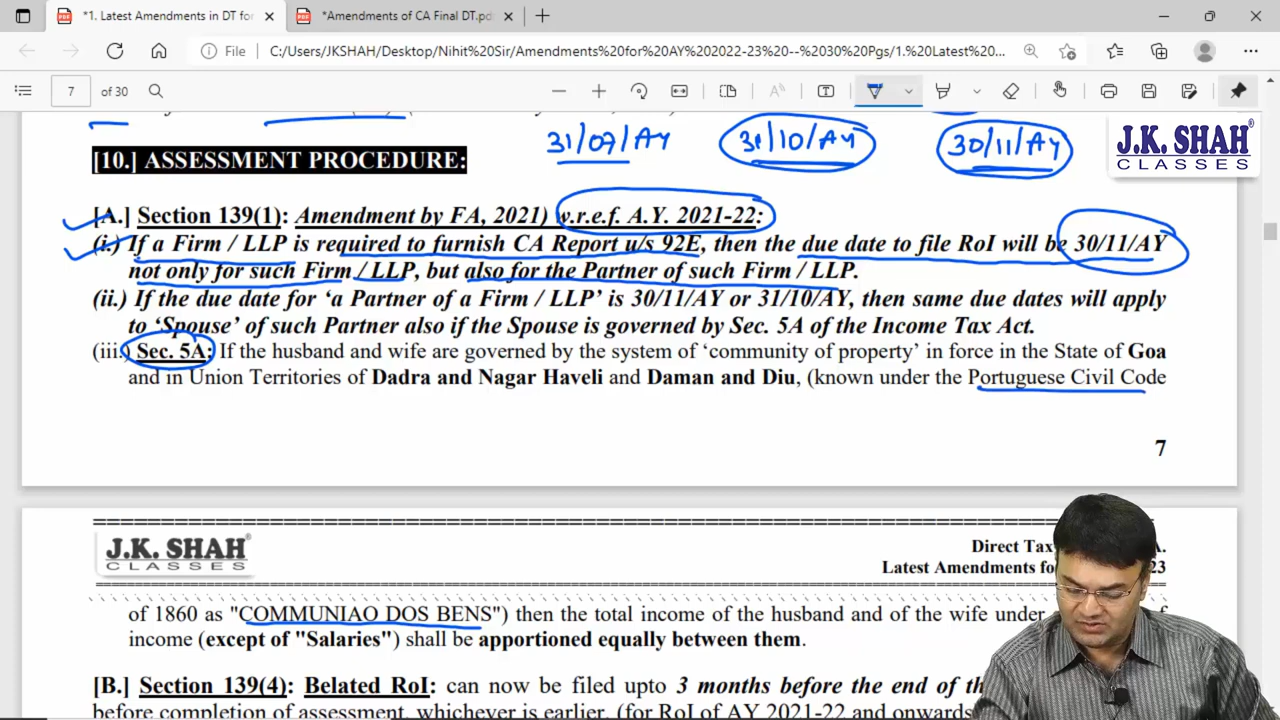 *1. Latest Amendments in DT for
*Amendments of CA Final DT.pd
File
C:/Users/JKSHAH/Desktop/Nihit%20Sir/Amendments%20for%20AY%202022-23%20--%2030%20Pgs/1.%20Latest%20...
7 of 30
31/07/AY 31/10/AY 30/11/AY
J.K. SHAH
CLASSES
[10.] ASSESSMENT PROCEDURE:
[A.] Section 139(1): Amendment by FA, 2021) w.r.e.f. A.Y. 2021-22:
(i.) If a Firm / LLP is required to furnish CA Report u/s 92E, then the due date to file RoI will be 30/11/AY
not only for such Firm / LLP, but also for the Partner of such Firm / LLP.
(ii.) If the due date for ‘a Partner of a Firm / LLP’ is 30/11/AY or 31/10/AY, then same due dates will apply
to ‘Spouse’ of such Partner also if the Spouse is governed by Sec. 5A of the Income Tax Act.
(iii.) Sec. 5A: If the husband and wife are governed by the system of ‘community of property’ in force in the State of Goa
and in Union Territories of Dadra and Nagar Haveli and Daman and Diu, (known under the Portuguese Civil Code
7
J.K. SHAH
CLASSES
Direct Tax
Latest Amendments for
of 1860 as "COMMUNIAO DOS BENS") then the total income of the husband and of the wife under
income (except of "Salaries") shall be apportioned equally between them.
[B.] Section 139(4): Belated RoI: can now be filed upto 3 months before the end of
before completion of assessment, whichever is earlier. (for RoI of AY 2021-22 and onwards